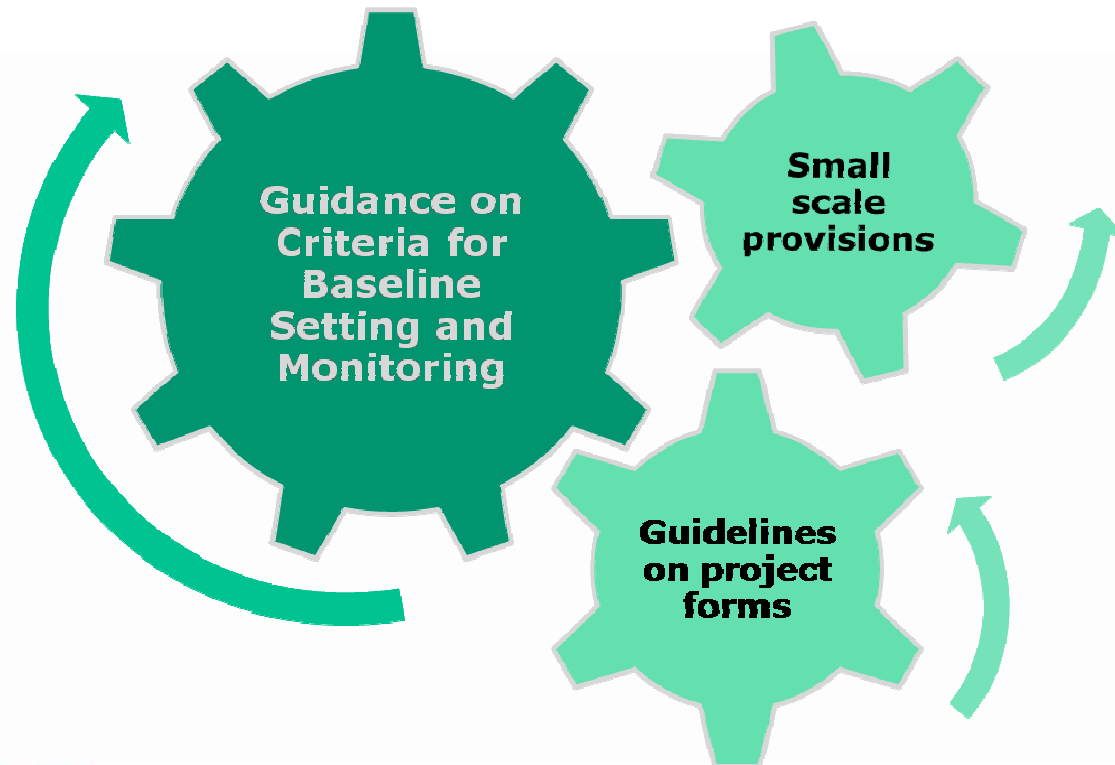 Guidance on
Criteria for
Baseline
Setting and
Monitoring
Small
scale
provisions
Guidelines
on project
forms